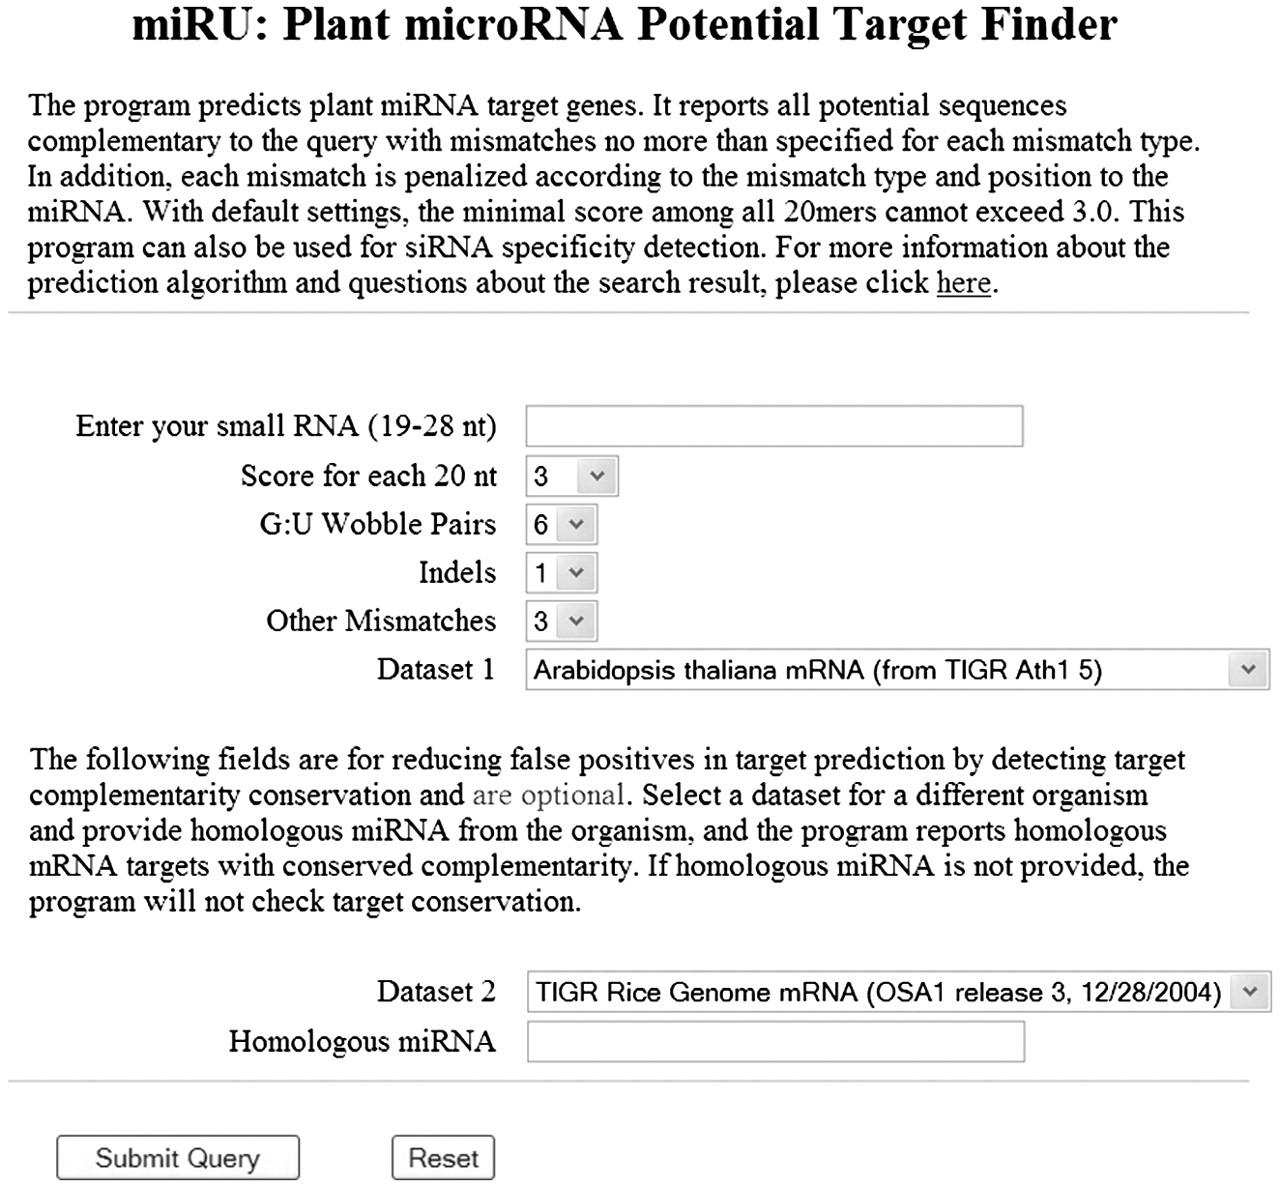 miRU: Plant microRNA Potential Target Finder
The program predicts plant miRNA target genes. It reports all potential sequences
complementary to the query with mismatches no more than specified for each mismatch type.
In addition, each mismatch is penalized according to the mismatch type and position to the
miRNA. With default settings, the minimal score among all 20mers cannot exceed 3.0. This
program can also be used for siRNA specificity detection. For more information about the
prediction algorithm and questions about the search result, please click here.
Enter your small RNA (19-28 nt)
Score for each 20 nt 3
G:U Wobble Pairs 6
Indels 1
Other Mismatches 3
Dataset 1 Arabidopsis thaliana mRNA (from TIGR Ath1 5)
The following fields are for reducing false positives in target prediction by detecting target
complementarity conservation and are optional. Select a dataset for a different organism
and provide homologous miRNA from the organism, and the program reports homologous
mRNA targets with conserved complementarity. If homologous miRNA is not provided, the
program will not check target conservation.
Dataset 2 TIGR Rice Genome mRNA (OSA1 release 3, 12/28/2004)
Homologous miRNA
Submit Query Reset